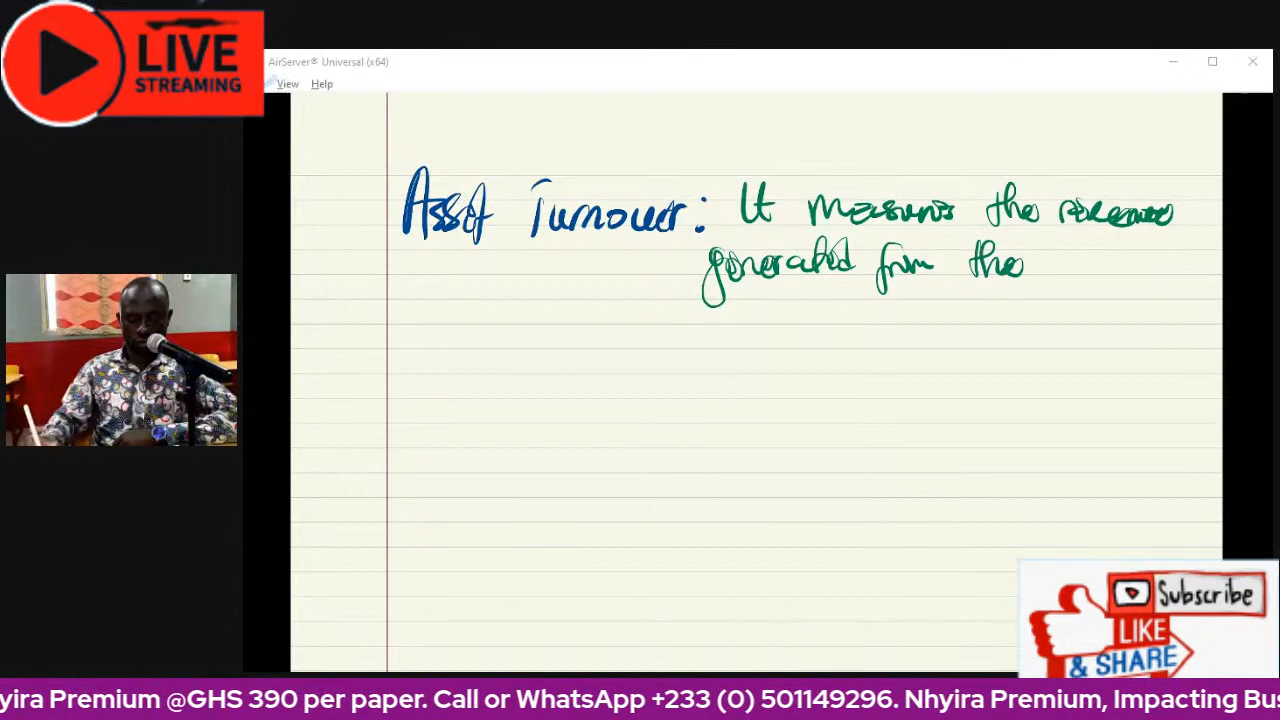 LIVE
STREAMING
AirServer® Universal (x64)
View Help
Asset Turnover: It measures the revenue
generated from the
Subscribe
LIKE
& SHARE
yira Premium @GHS 390 per paper. Call or WhatsApp +233 (0) 501149296. Nhyira Premium, Impacting Bus